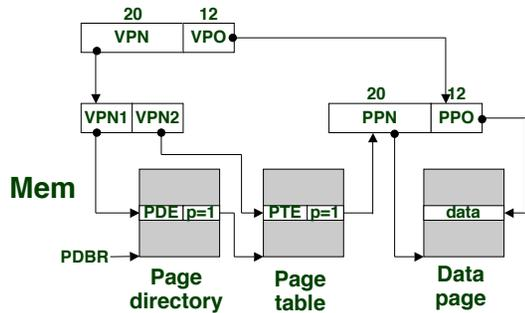 20 12
VPN VPO
20 12
VPN1 VPN2 PPN PPO
Mem
PDE p=1 PTE p=1 data
PDBR
Page directory
Page table
Data page